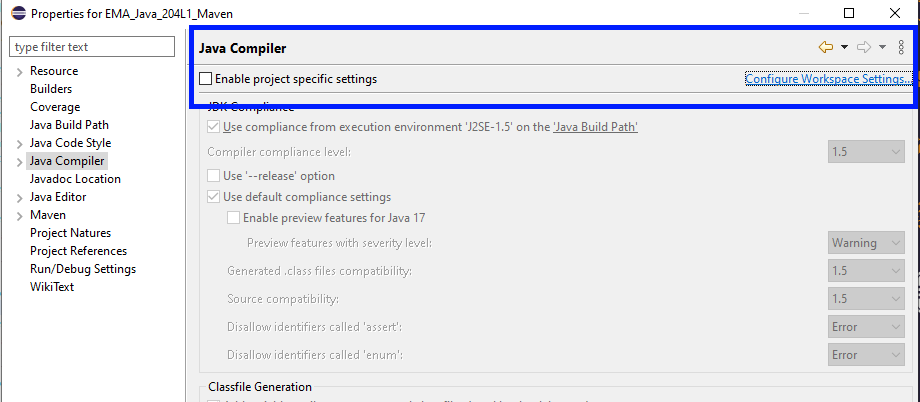 Properties for EMA_Java_204L1_Maven
type filter text
Resource
Builders
Coverage
Java Build Path
Java Code Style
Java Compiler
Javadoc Location
Java Editor
Maven
Project Natures
Project References
Run/Debug Settings
WikiText
Java Compiler
Enable project specific settings
Configure Workspace Settings...
JDK Compliance
Use compliance from execution environment 'J2SE-1.5' on the 'Java Build Path'
Compiler compliance level: 1.5
Use '--release' option
Use default compliance settings
Enable preview features for Java 17
Preview features with severity level: Warning
Generated .class files compatibility: 1.5
Source compatibility: 1.5
Disallow identifiers called 'assert': Error
Disallow identifiers called 'enum': Error
Classfile Generation